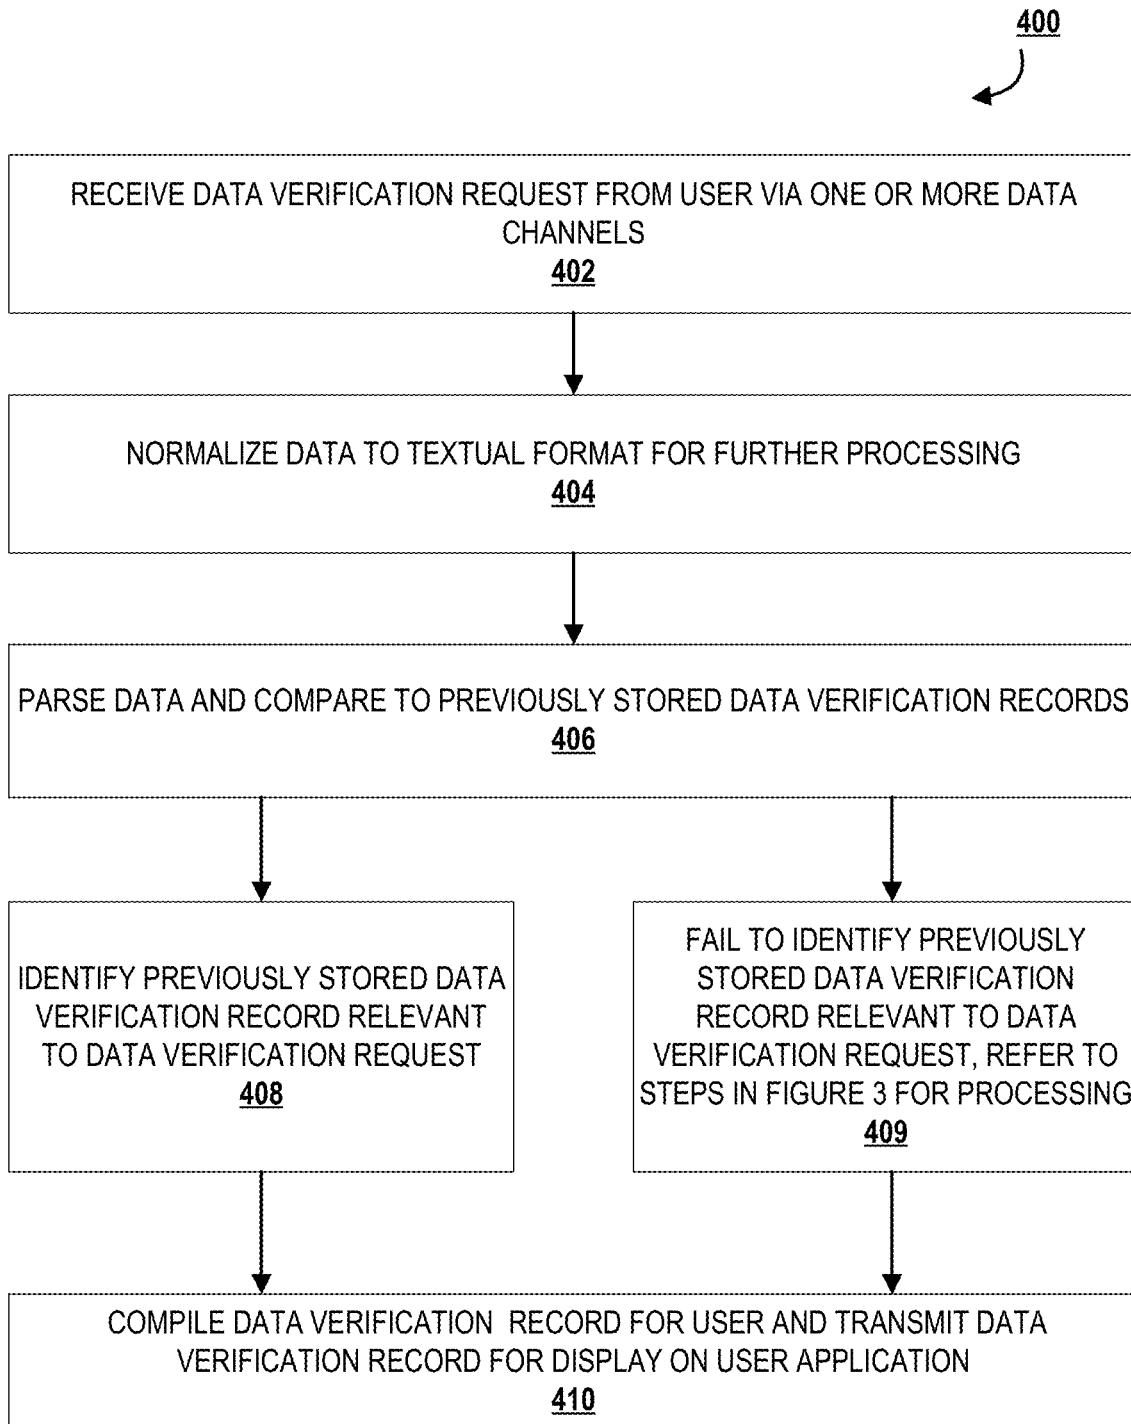 400
RECEIVE DATA VERIFICATION REQUEST FROM USER VIA ONE OR MORE DATA
CHANNELS
402
NORMALIZE DATA TO TEXTUAL FORMAT FOR FURTHER PROCESSING
404
PARSE DATA AND COMPARE TO PREVIOUSLY STORED DATA VERIFICATION RECORDS
406
IDENTIFY PREVIOUSLY STORED DATA
VERIFICATION RECORD RELEVANT
TO DATA VERIFICATION REQUEST
408
FAIL TO IDENTIFY PREVIOUSLY
STORED DATA VERIFICATION
RECORD RELEVANT TO DATA
VERIFICATION REQUEST, REFER TO
STEPS IN FIGURE 3 FOR PROCESSING
409
COMPILE DATA VERIFICATION RECORD FOR USER AND TRANSMIT DATA
VERIFICATION RECORD FOR DISPLAY ON USER APPLICATION
410